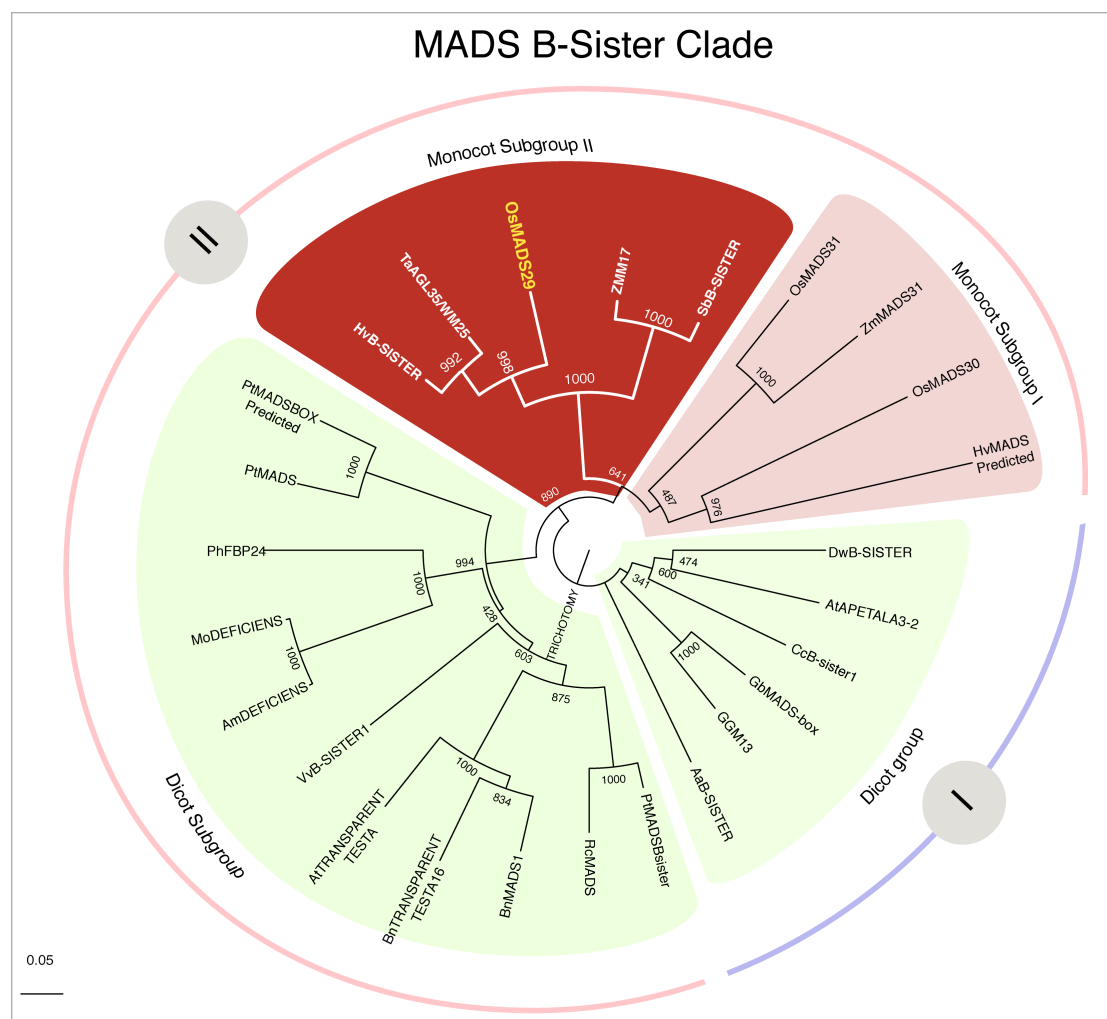 MADS B-Sister Clade
Monocot Subgroup II
II
OsMADS29
TaAGL35/WM25
HvB-SISTER
ZMM17
SbB-SISTER
992
998
1000
1000
641
890
Monocot Subgroup I
OsMADS31
ZmMADS31
OsMADS30
HvMADS
Predicted
1000
487
976
PtMADSBOX
Predicted
PtMADS
1000
PhFBP24
994
1000
MoDEFICIENS
1000
AmDEFICIENS
428
603
TRICHOTOMY
VvB-SISTER1
875
1000
834
1000
AtTRANSPARENT
TESTA
BnTRANSPARENT
TESTA16
BnMADS1
RcMADS
PtMADSBsister
Dicot Subgroup
DwB-SISTER
474
600
341
AtAPETALA3-2
CcB-sister1
1000
GbMADS-box
GGM13
AaB-SISTER
Dicot group
I
0.05